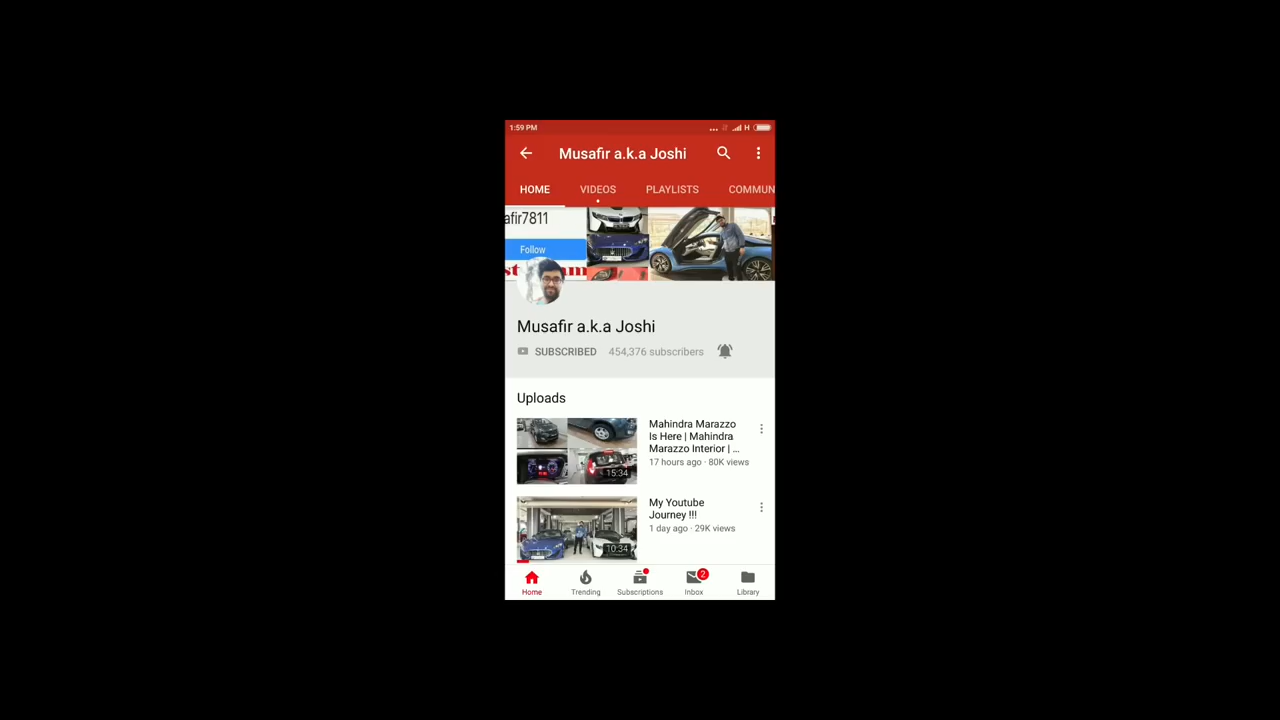 1:59 PM
H
Musafir a.k.a Joshi
HOME VIDEOS PLAYLISTS COMMUN
afir7811
Follow
Musafir a.k.a Joshi
SUBSCRIBED 454,376 subscribers
Uploads
Mahindra Marazzo
Is Here | Mahindra
Marazzo Interior | ...
17 hours ago · 80K views
15:34
My Youtube
Journey !!!
1 day ago · 29K views
10:34
Home Trending Subscriptions Inbox 2 Library